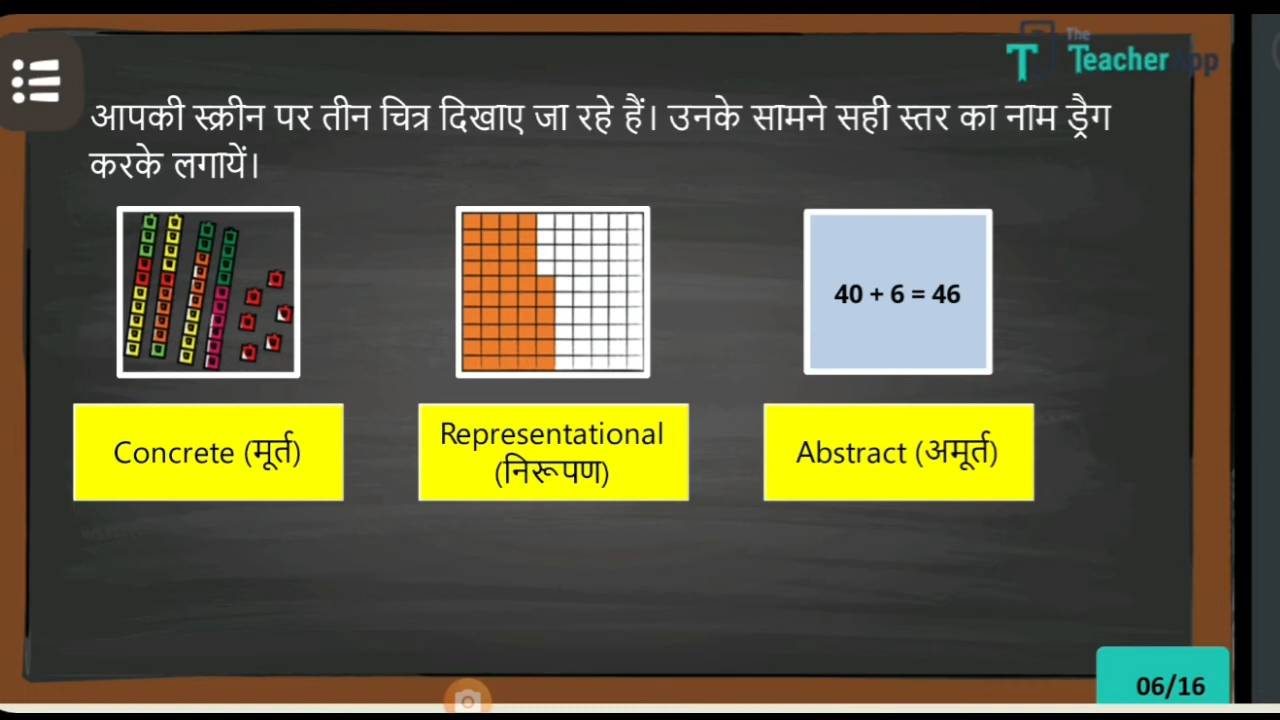 The
TeacherApp
आपकी स्क्रीन पर तीन चित्र दिखाए जा रहे हैं। उनके सामने सही स्तर का नाम ड्रैग
करके लगायें।
40 + 6 = 46
Concrete (मूर्त)
Representational
(निरूपण)
Abstract (अमूर्त)
06/16